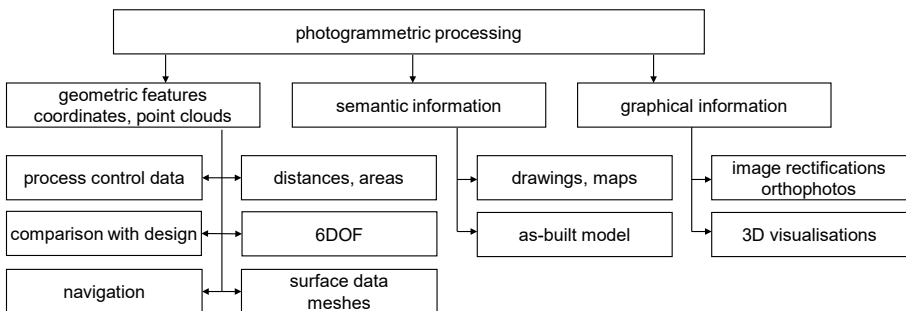 photogrammetric processing
geometric features
coordinates, point clouds
semantic information
graphical information
process control data
distances, areas
drawings, maps
image rectifications
orthophotos
comparison with design
6DOF
as-built model
3D visualisations
navigation
surface data
meshes